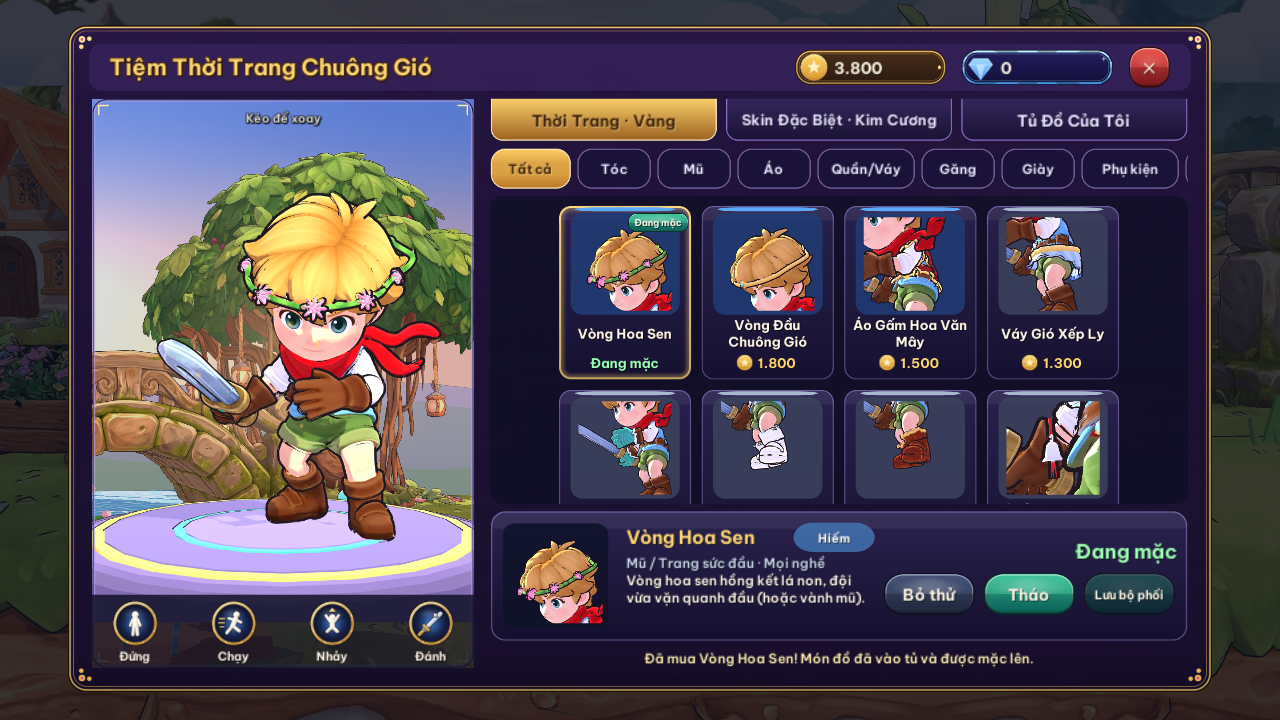 Tiệm Thời Trang Chuông Gió
3.800
0
Kéo để xoay
Thời Trang · Vàng
Skin Đặc Biệt · Kim Cương
Tủ Đồ Của Tôi
Tất cả
Tóc
Mũ
Áo
Quần/Váy
Găng
Giày
Phụ kiện
Đang mặc
Vòng Hoa Sen
Đang mặc
Vòng Đầu
Chuông Gió
1.800
Áo Gấm Hoa Văn
Mây
1.500
Váy Gió Xếp Ly
1.300
Vòng Hoa Sen
Hiếm
Mũ / Trang sức đầu · Mọi nghề
Vòng hoa sen hồng kết lá non, đội
vừa vặn quanh đầu (hoặc vành mũ).
Đang mặc
Bỏ thử
Tháo
Lưu bộ phối
Đứng
Chạy
Nhảy
Đánh
Đã mua Vòng Hoa Sen! Món đồ đã vào tủ và được mặc lên.